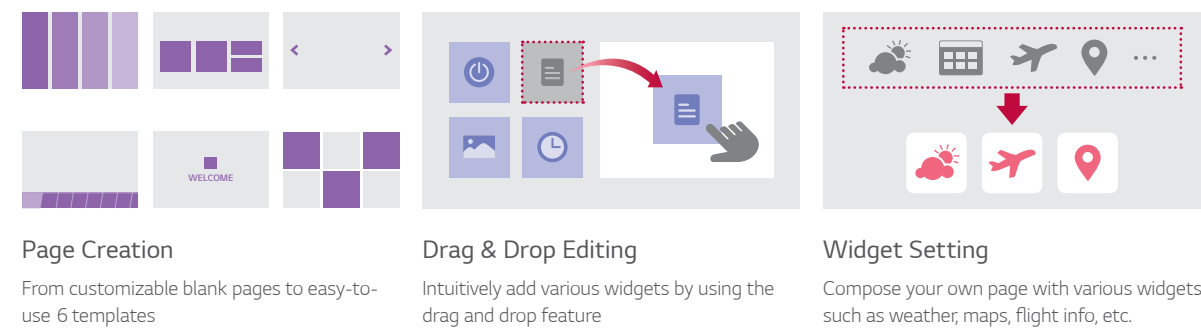 WELCOME
Page Creation
From customizable blank pages to easy-to-
use 6 templates
Drag & Drop Editing
Intuitively add various widgets by using the
drag and drop feature
Widget Setting
Compose your own page with various widgets
such as weather, maps, flight info, etc.